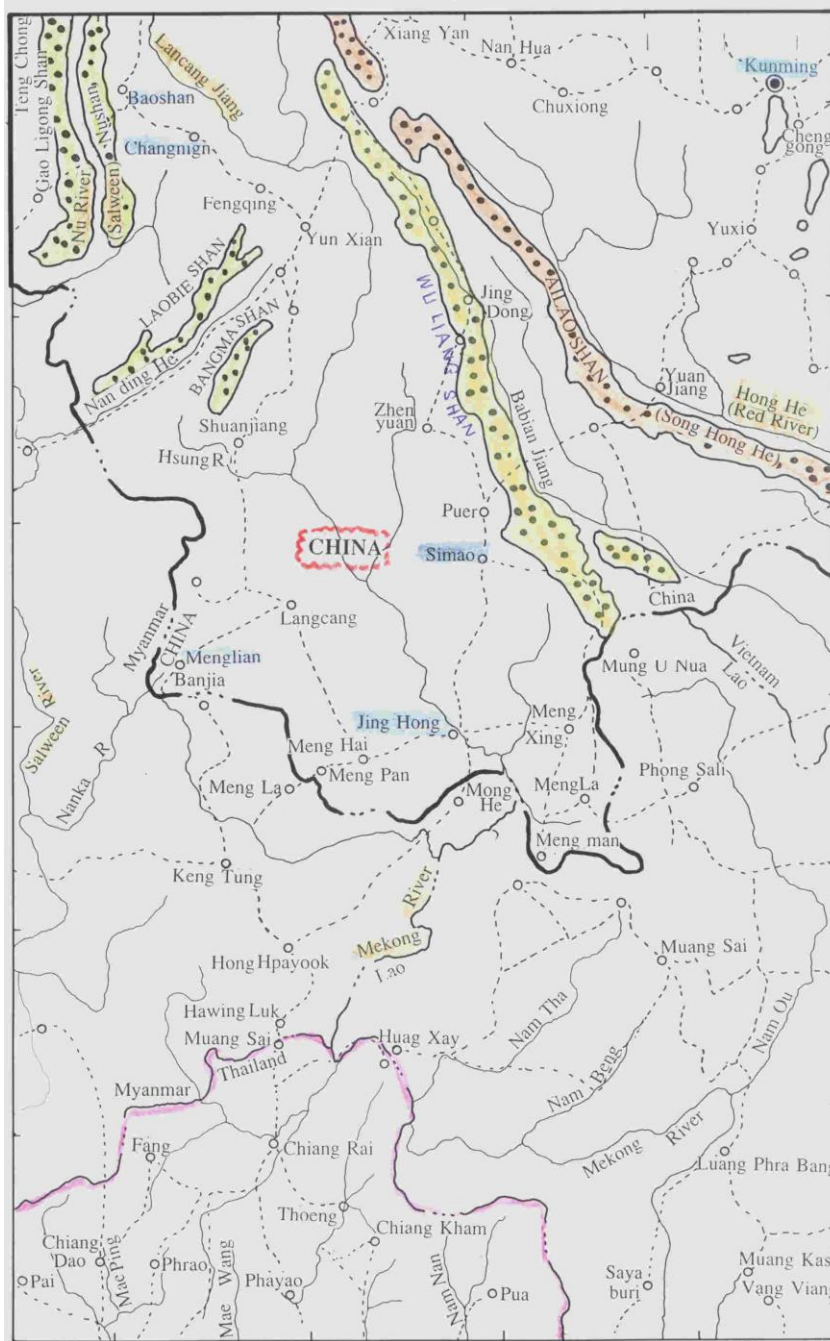 Teng Chong
Gao Ligong Shan
Nushan
Nu River
(Salween)
Baoshan
Changnign
Lancang Jiang
Xiang Yan
Nan Hua
Chuxiong
Kunming
Cheng
gong
Fengqing
Yun Xian
Yuxi
LAOBIE SHAN
BANGMA SHAN
Nan ding He
WU LIANG SHAN
Jing
Dong
AILAO SHAN
Yuan
Jiang
Hong He
(Red River)
(Song Hong He)
Babian Jiang
Zhen
yuan
Shuanjiang
Hsung R.
Puer
CHINA
Simao
China
Langcang
Myanmar
CHINA
Menglian
Banjia
Mung U Nua
Vietnam
Lao
River
Salween
Nanka R
Jing Hong
Meng
Xing
Meng Hai
Meng Pan
Meng La
Mong
He
MengLa
Phong Sali
Meng man
Keng Tung
River
Mekong
Lao
Hong Hpayook
Muang Sai
Hawing Luk
Muang Sai
Thailand
Huag Xay
Nam Tha
Nam Beng
Nam Ou
Myanmar
Mekong River
Fang
Chiang Rai
Luang Phra Bang
Thoeng
Chiang Kham
Chiang
Dao
Mae Ping
Phrao
Mae Wang
Phayao
Nam Nan
Pua
Pai
Saya
buri
Muang Kas
Vang Viang